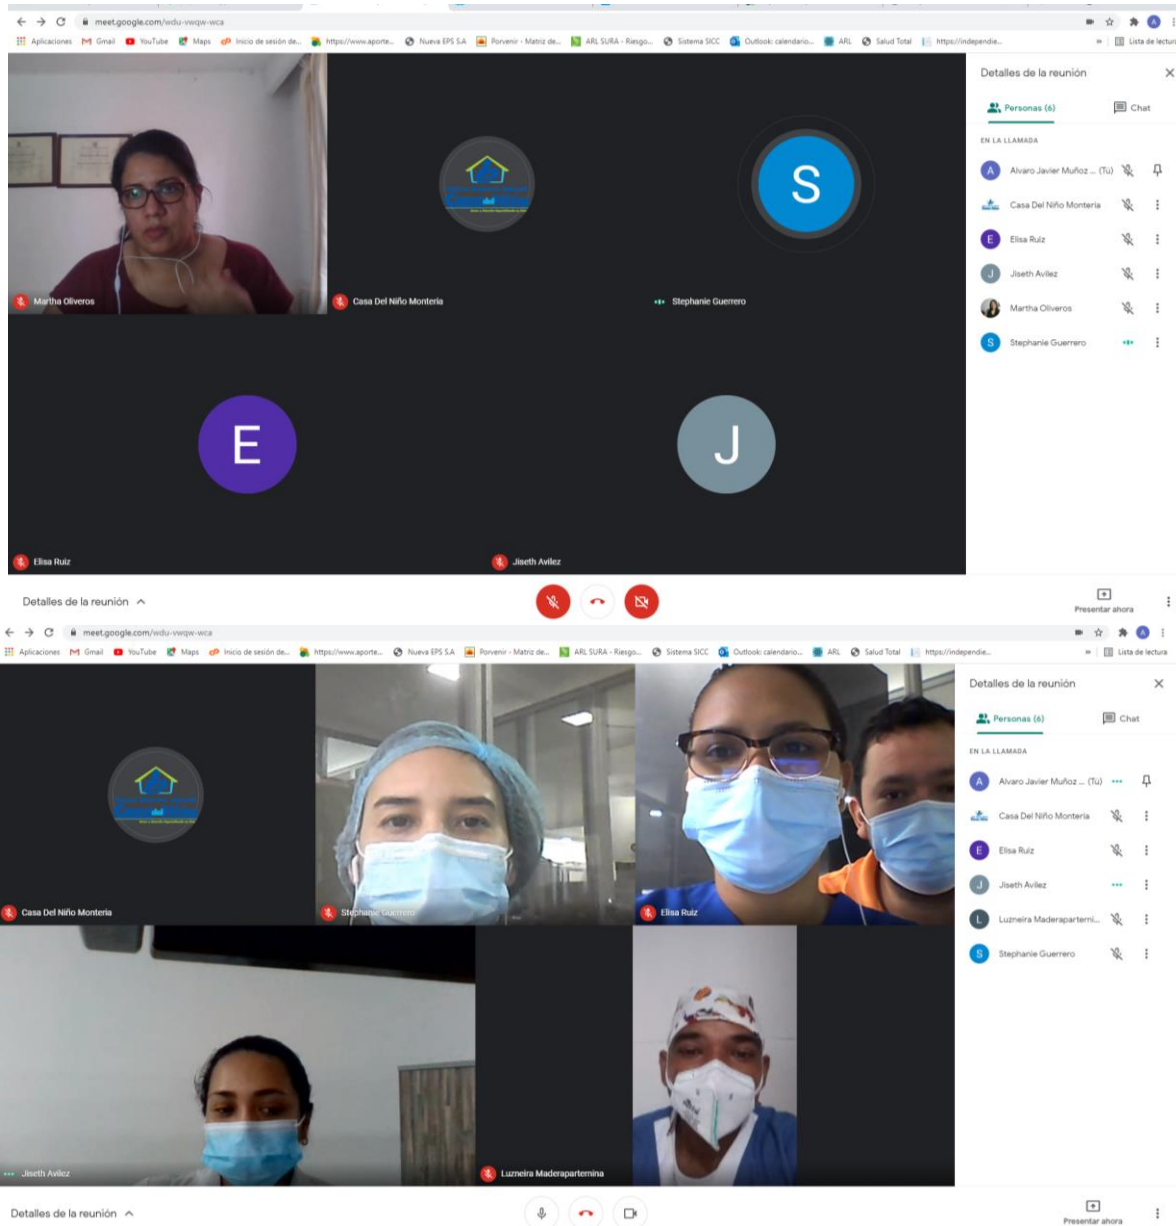 meet.google.com/wdu-vwqw-wca
Aplicaciones M Gmail YouTube Maps Inicio de sesión de... https://www.aporte... Nueva EPS S.A Porvenir - Matriz de... ARL SURA - Riesgo... Sistema SICC Outlook: calendario... ARL Salud Total https://independie... » Lista de lectura
Detalles de la reunión
Personas (6) Chat
EN LA LLAMADA
A Alvaro Javier Muñoz ... (Tú)
Casa Del Niño Monteria
E Elisa Ruiz
J Jiseth Avilez
Martha Oliveros
S Stephanie Guerrero
S
Martha Oliveros
Casa Del Niño Monteria
Stephanie Guerrero
E
J
Elisa Ruiz
Jiseth Avilez
Detalles de la reunión
Presentar ahora
meet.google.com/wdu-vwqw-wca
Aplicaciones M Gmail YouTube Maps Inicio de sesión de... https://www.aporte... Nueva EPS S.A Porvenir - Matriz de... ARL SURA - Riesgo... Sistema SICC Outlook: calendario... ARL Salud Total https://independie... » Lista de lectura
Detalles de la reunión
Personas (6) Chat
EN LA LLAMADA
A Alvaro Javier Muñoz ... (Tú)
Casa Del Niño Monteria
E Elisa Ruiz
J Jiseth Avilez
L Luzneira Maderapartemi...
S Stephanie Guerrero
Casa Del Niño Monteria
Stephanie Guerrero
Elisa Ruiz
Jiseth Avilez
Luzneira Maderapartemina
Detalles de la reunión
Presentar ahora